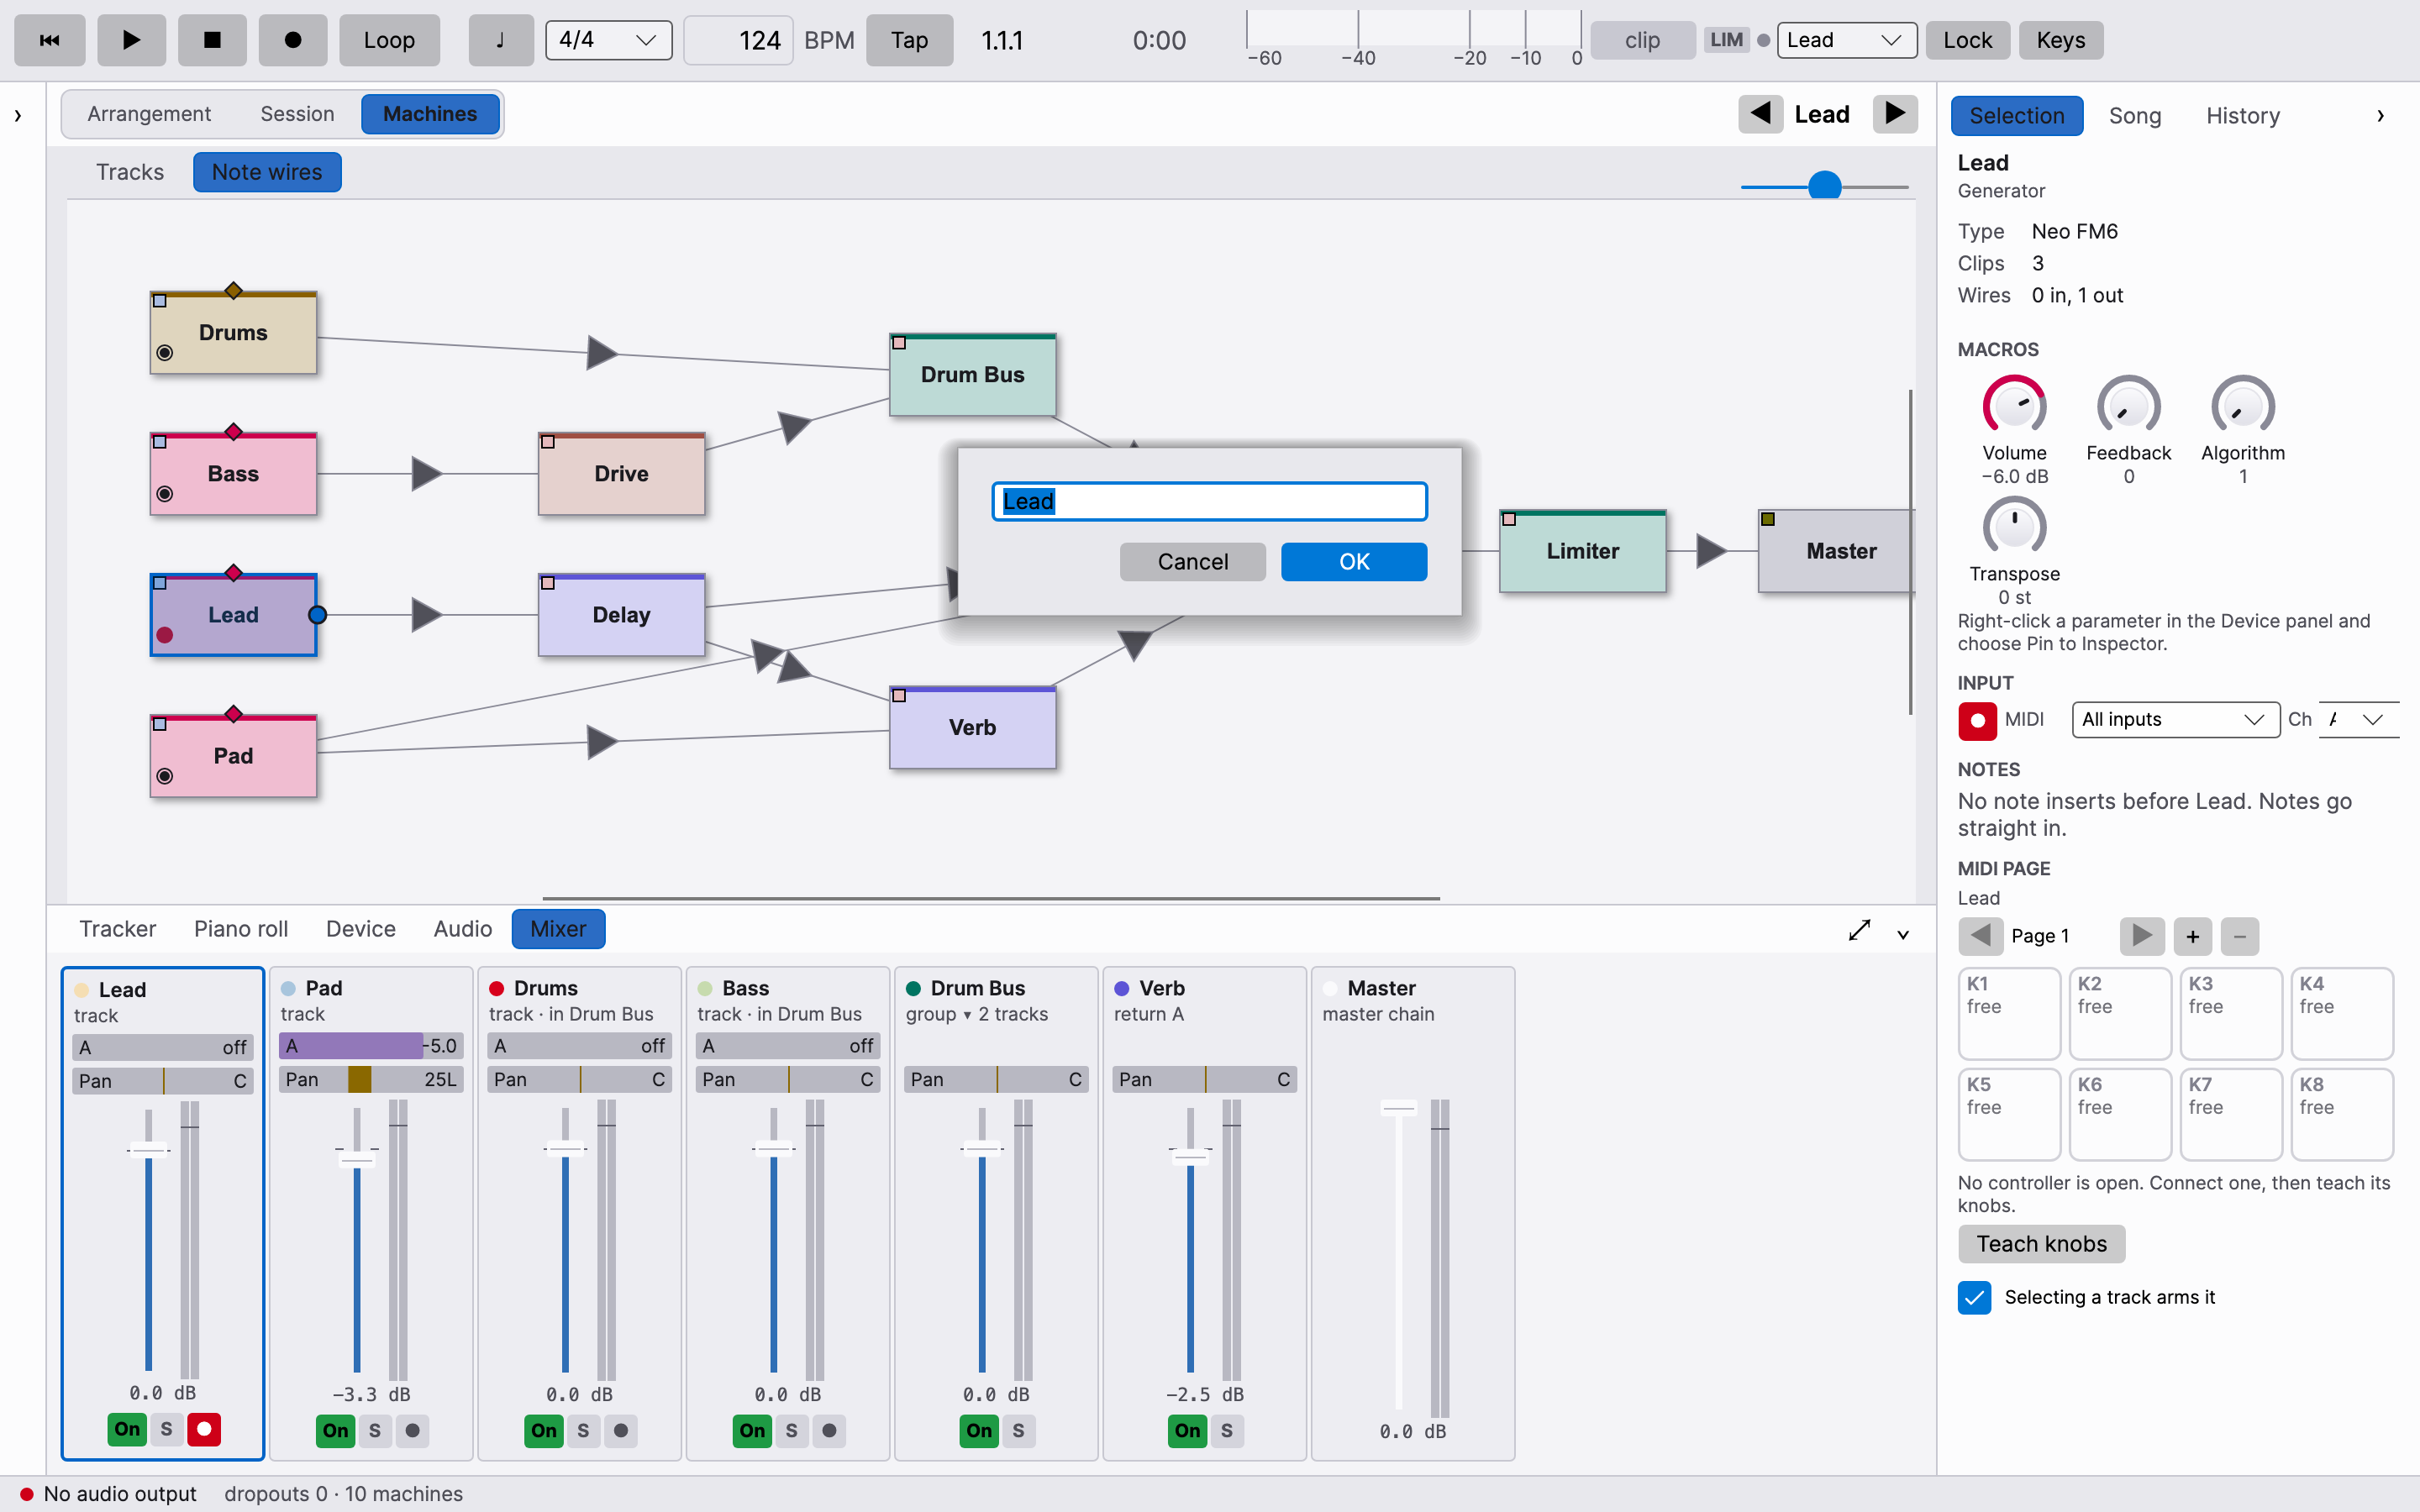 Loop
4/4
124 BPM
Tap
1.1.1
0:00
−60 −40 −20 −10 0
clip
LIM
Lead
Lock
Keys
Arrangement Session Machines
Lead
Tracks Note wires
Drums
Bass
Lead
Pad
Drive
Delay
Drum Bus
Verb
Limiter
Master
Lead
Cancel OK
Selection Song History
Lead
Generator
Type Neo FM6
Clips 3
Wires 0 in, 1 out
MACROS
Volume Feedback Algorithm
−6.0 dB 0 1
Transpose
0 st
Right-click a parameter in the Device panel and
choose Pin to Inspector.
INPUT
MIDI All inputs Ch
NOTES
No note inserts before Lead. Notes go
straight in.
MIDI PAGE
Lead
Page 1 + −
K1 K2 K3 K4
free free free free
K5 K6 K7 K8
free free free free
No controller is open. Connect one, then teach its
knobs.
Teach knobs
Selecting a track arms it
Tracker Piano roll Device Audio Mixer
Lead
track
A off
Pan C
0.0 dB
On S
Pad
track
A −5.0
Pan 25L
−3.3 dB
On S
Drums
track · in Drum Bus
A off
Pan C
0.0 dB
On S
Bass
track · in Drum Bus
A off
Pan C
0.0 dB
On S
Drum Bus
group ▾ 2 tracks
Pan C
0.0 dB
On S
Verb
return A
Pan C
−2.5 dB
On S
Master
master chain
0.0 dB
No audio output dropouts 0 · 10 machines